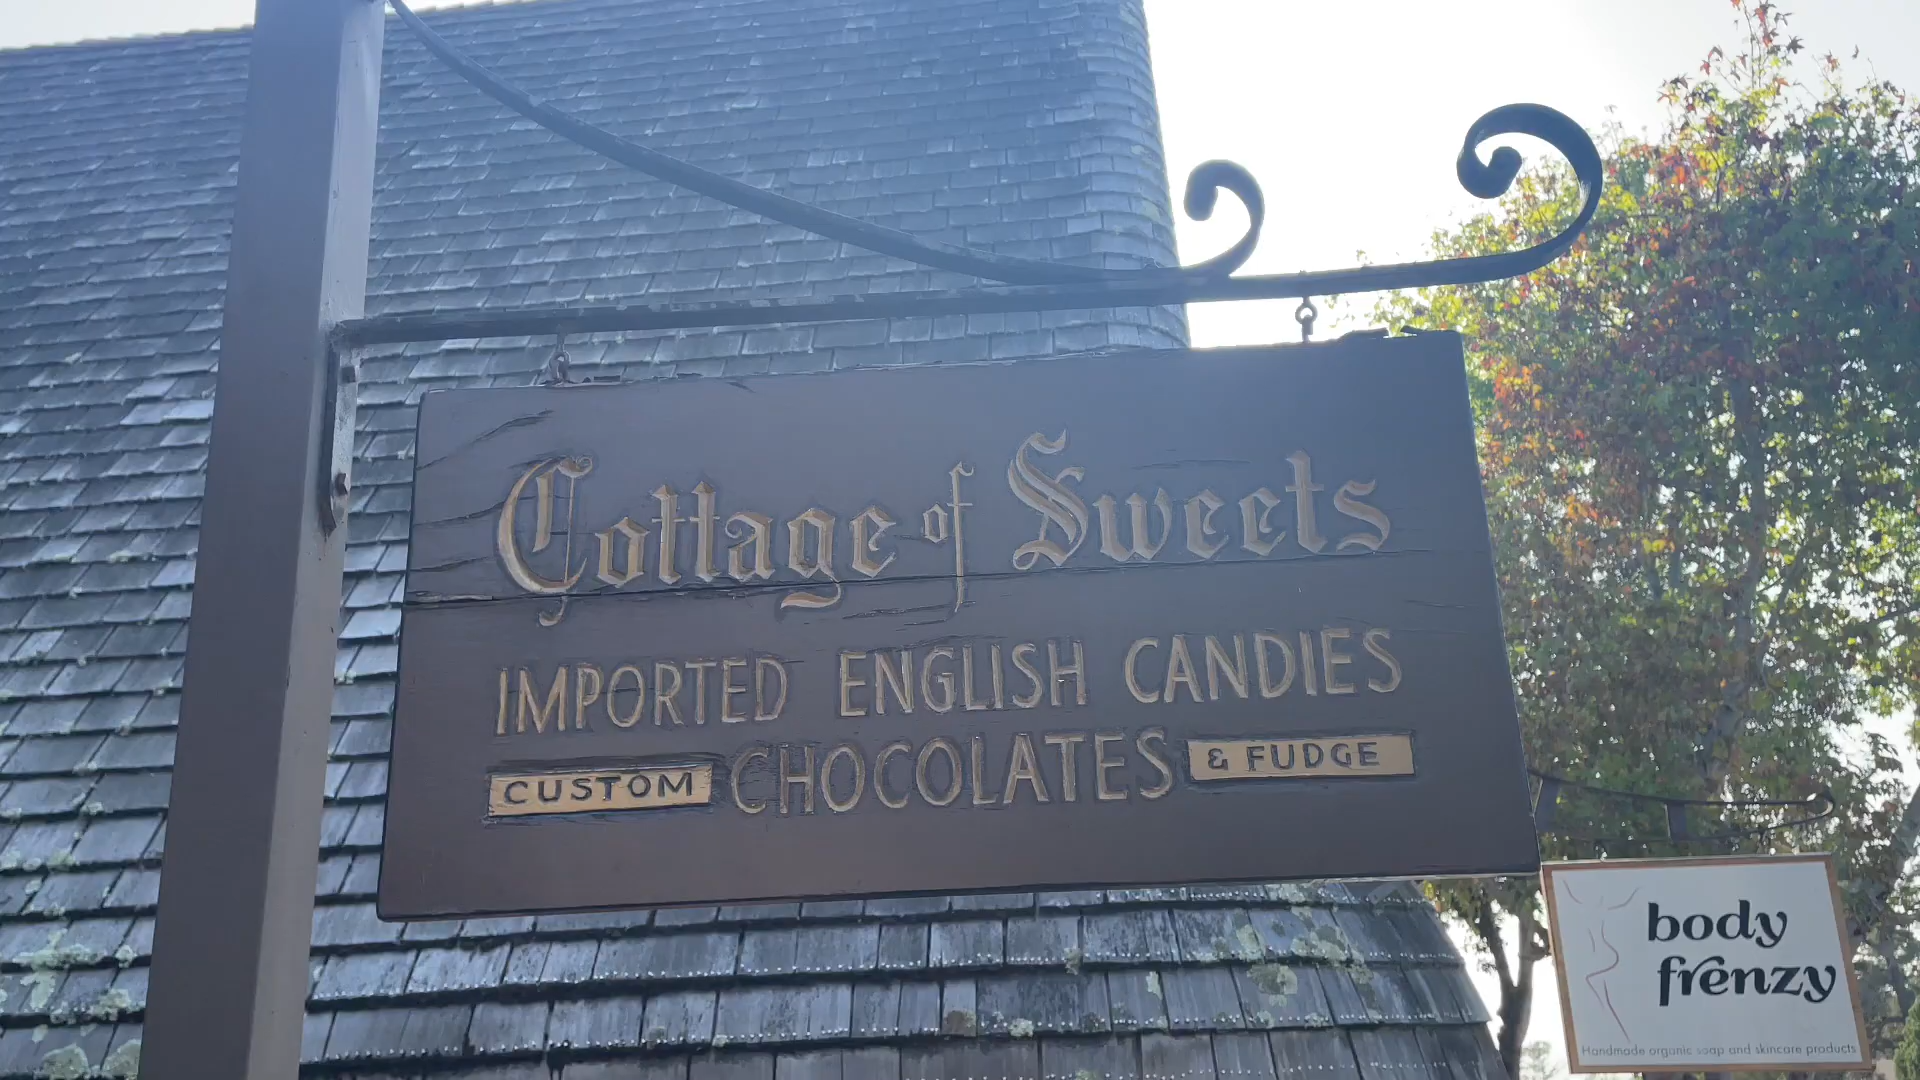 Cottage of Sweets
IMPORTED ENGLISH CANDIES
CUSTOM CHOCOLATES & FUDGE
body
frenzy
Handmade organic soap and skincare products